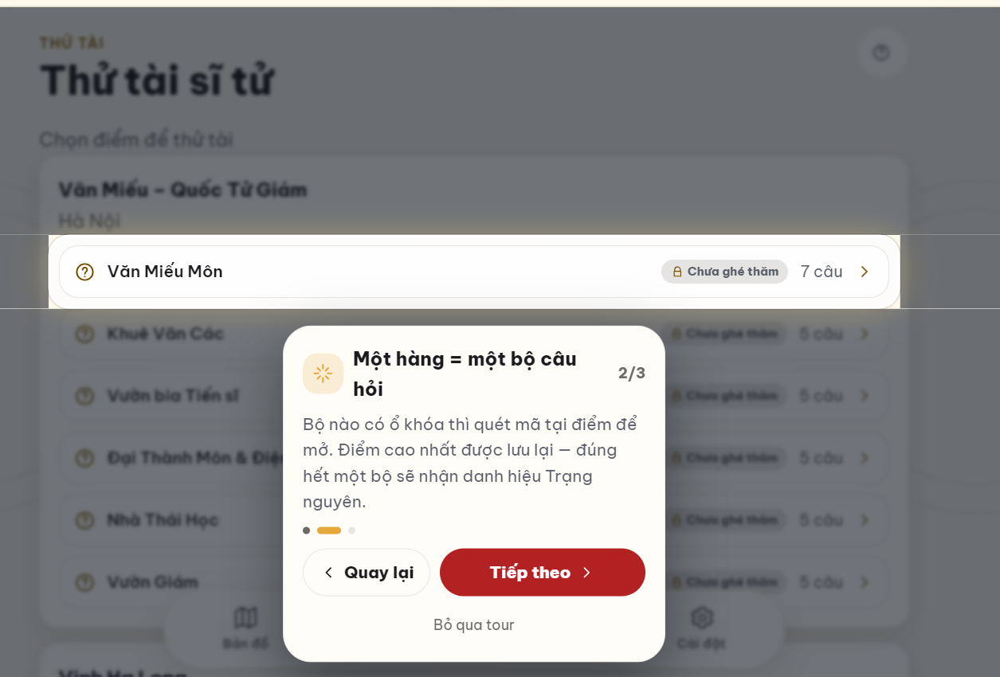 THỬ TÀI
Thử tài sĩ tử
Chọn điểm để thử tài
Văn Miếu – Quốc Tử Giám
Hà Nội
Văn Miếu Môn
Chưa ghé thăm
7 câu
Khuê Văn Các
Chưa ghé thăm
5 câu
Vườn bia Tiến sĩ
Chưa ghé thăm
5 câu
Đại Thành Môn &
Chưa ghé thăm
5 câu
Nhà Thái Học
Chưa ghé thăm
5 câu
Vườn Giám
Chưa ghé thăm
5 câu
Một hàng = một bộ câu
hỏi
2/3
Bộ nào có ổ khóa thì quét mã tại điểm để
mở. Điểm cao nhất được lưu lại — đúng
hết một bộ sẽ nhận danh hiệu Trạng
nguyên.
Quay lại
Tiếp theo
Bỏ qua tour
Bản đồ
Cài đặt
Vịnh Hạ Long